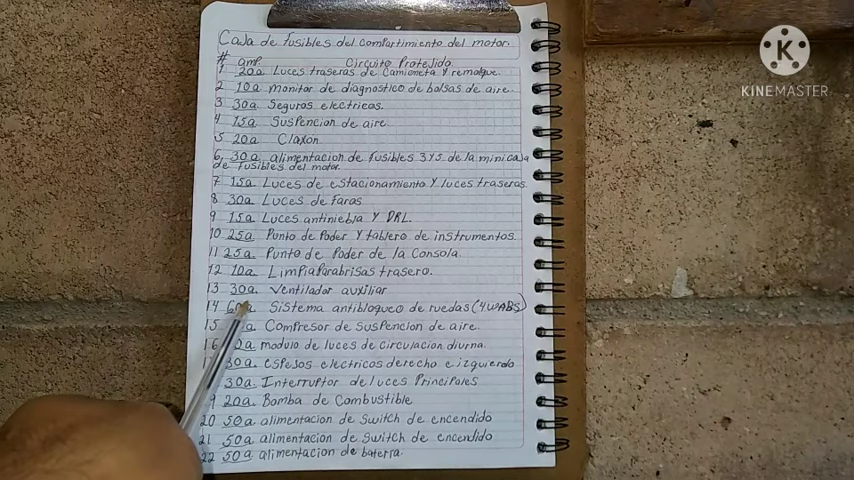 Caja de fusibles del compartimiento del motor.
# amp. Circuito Protejido
1 20a Luces traseras de camioneta y remolque.
2 10a monitor de diagnostico de bolsas de aire.
3 30a Seguros electricos.
4 15a Suspencion de aire
5 20a Claxon
6, 30a alimentacion de fusibles 3 y 5 de la mini caja
de fusibles del motor.
7 15a Luces de estacionamiento y luces traseras.
8 30a Luces de Faros
9 15a Luces antiniebla y DRL.
10 25a Punto de Poder y tablero de instrumentos.
11 25a. Punto de Poder de la Consola.
12 10a. Limpiaparabrisas trasero.
13 30a. Ventilador auxiliar
14 60a Sistema antibloqueo de ruedas (4wABS)
15 a. Compresor de suspencion de aire.
16 2a modulo de luces de circulacion diurna.
30a. espejos electricos derecho e izquierdo
30a. Interruptor de luces Principales
9 20a. Bomba de Combustible
20 50a alimentacion de switch de encendido
21 50a alimentacion de switch de encendido
22 50a alimentacion de bateria.
KINEMASTER